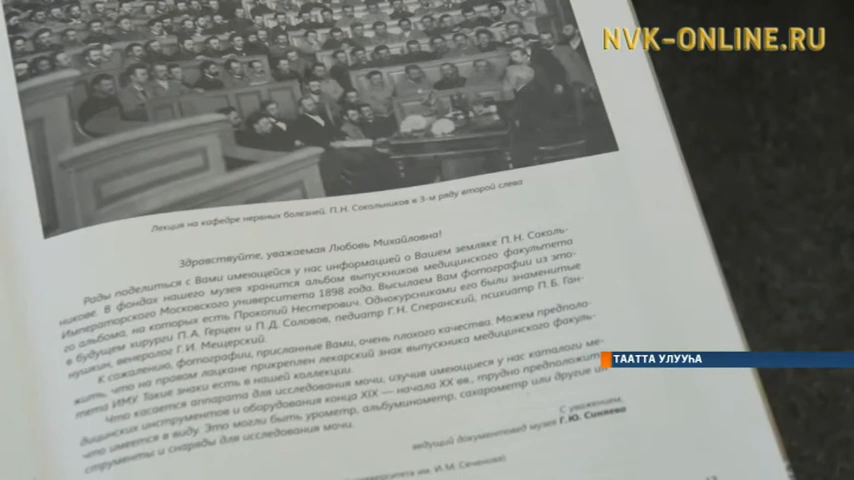 NVK-ONLINE.RU
Лекция на кафедре нервных болезней. П.Н. Сокольников в 3-м ряду второй слева
Здравствуйте, уважаемая Любовь Михайловна!
Рады поделиться с Вами имеющейся у нас информацией о Вашем земляке П.Н. Соколь-
никове. В фондах нашего музея хранится альбом выпускников медицинского факультета
Императорского Московского университета 1898 года. Высылаем Вам фотографии из это-
го альбома, на которых есть Прокопий Нестерович. Однокурсниками его были знаменитые
в будущем хирурги П.А. Герцен и П.Д. Соловов, педиатр Г.Н. Сперанский, психиатр П.Б. Ган-
нушкин, венеролог Г.И. Мещерский.
К сожалению, фотографии, присланные Вами, очень плохого качества. Можем предполо-
жить, что на правом лацкане прикреплен лекарский знак выпускника медицинского факуль-
тета ИМУ. Такие знаки есть в нашей коллекции.
Что касается аппарата для исследования мочи, изучив имеющиеся у нас каталоги ме-
дицинских инструментов и оборудования конца XIX — начала XX вв., трудно предположить
что имеется в виду. Это могли быть урометр, альбуминометр, сахарометр или другие ин
струменты и снаряды для исследования мочи.
С уважением,
ведущий документовед музея Г.Ю. Синяева
университета им. И.М. Сеченова)
ТААТТА УЛУУҺА